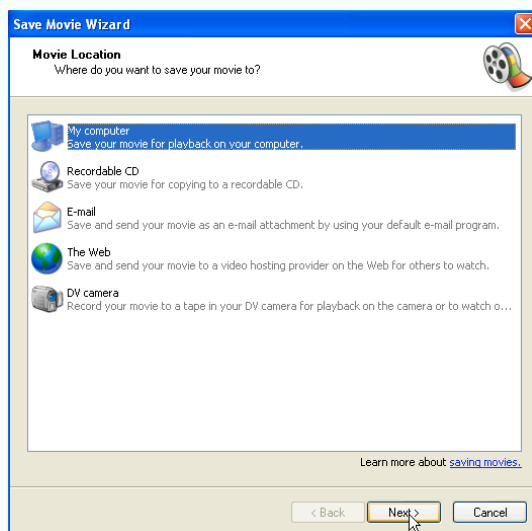 Save Movie Wizard
Movie Location
Where do you want to save your movie to?
My computer
Save your movie for playback on your computer.
Recordable CD
Save your movie for copying to a recordable CD.
E-mail
Save and send your movie as an e-mail attachment by using your default e-mail program.
The Web
Save and send your movie to a video hosting provider on the Web for others to watch.
DV camera
Record your movie to a tape in your DV camera for playback on the camera or to watch o...
Learn more about saving movies.
< Back Next > Cancel